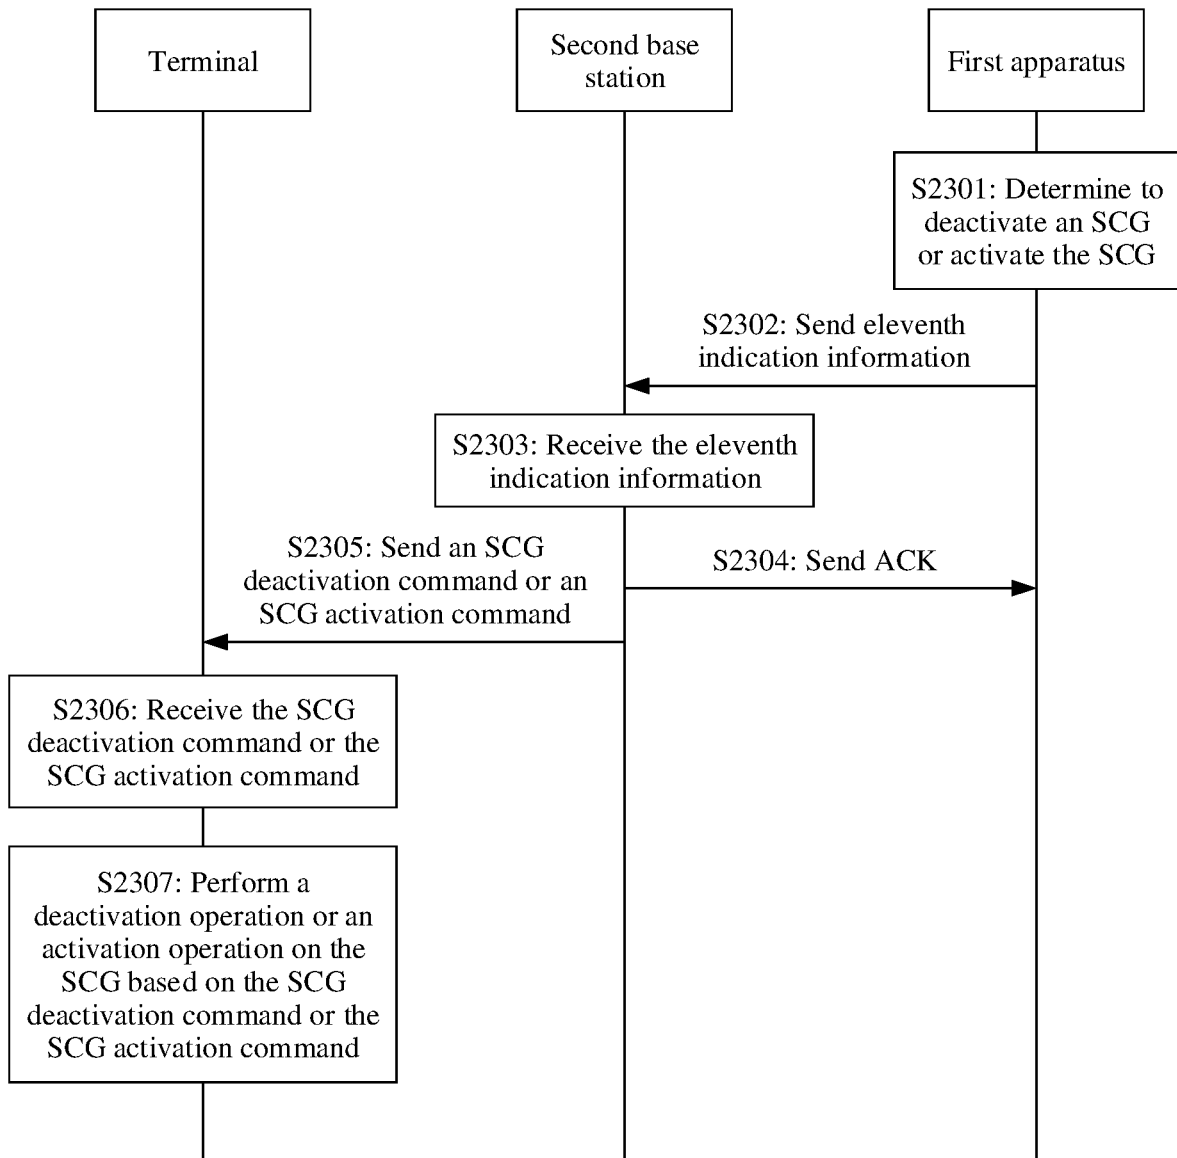 Terminal
Second base
station
First apparatus
S2301: Determine to
deactivate an SCG
or activate the SCG
S2302: Send eleventh
indication information
S2303: Receive the eleventh
indication information
S2305: Send an SCG
deactivation command or an
SCG activation command
S2304: Send ACK
S2306: Receive the SCG
deactivation command or the
SCG activation command
S2307: Perform a
deactivation operation or an
activation operation on the
SCG based on the SCG
deactivation command or the
SCG activation command